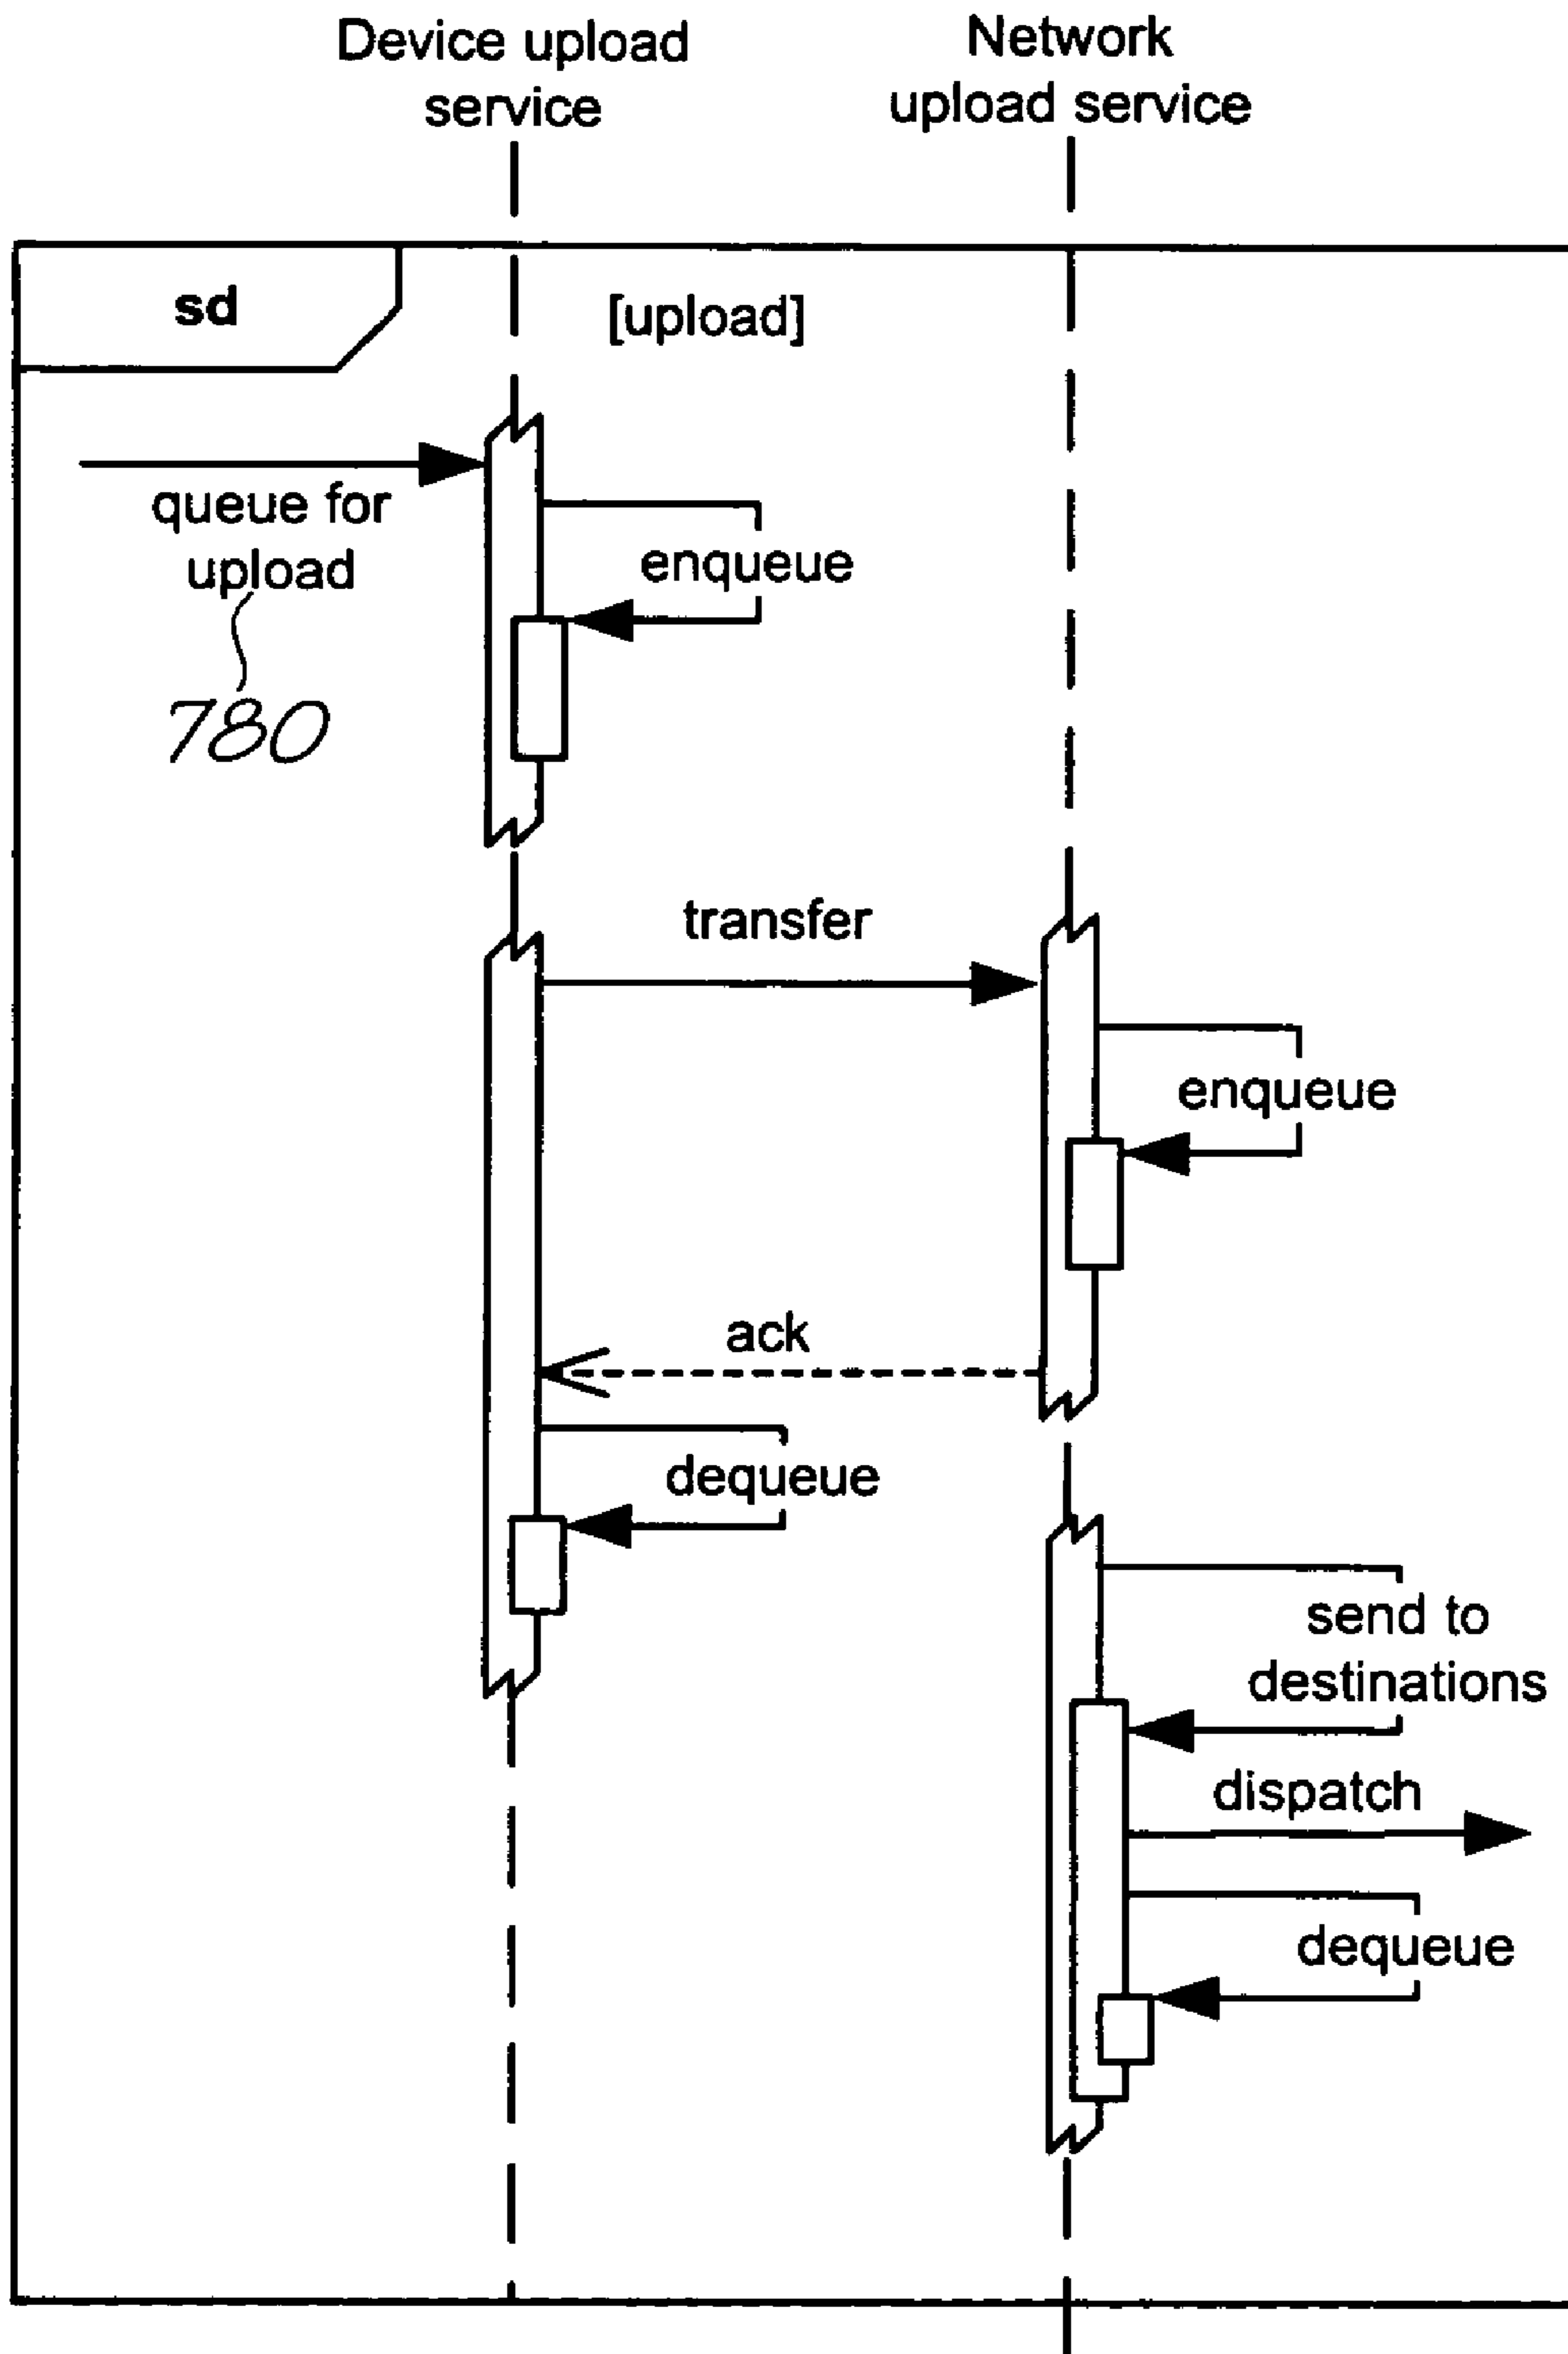 Device upload
service
Network
upload service
sd
[upload]
queue for
upload
780
enqueue
transfer
enqueue
ack
dequeue
send to
destinations
dispatch
dequeue